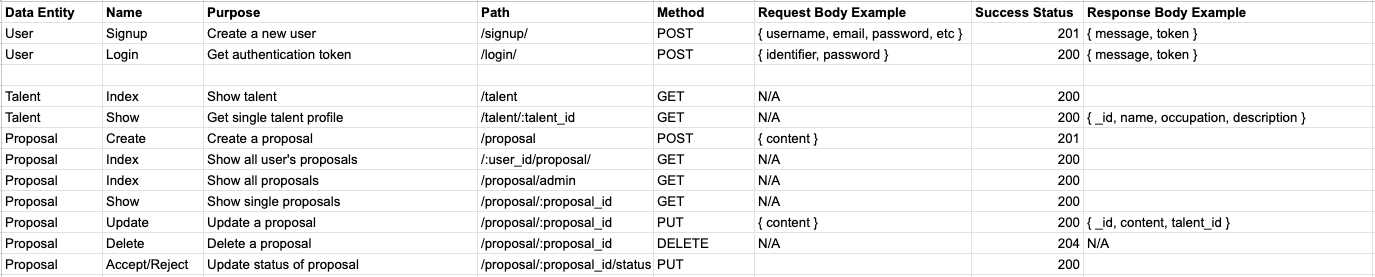 Data Entity Name Purpose Path Method Request Body Example Success Status Response Body Example
User Signup Create a new user /signup/ POST { username, email, password, etc } 201 { message, token }
User Login Get authentication token /login/ POST { identifier, password } 200 { message, token }
Talent Index Show talent /talent GET N/A 200
Talent Show Get single talent profile /talent/:talent_id GET N/A 200 { _id, name, occupation, description }
Proposal Create Create a proposal /proposal POST { content } 201
Proposal Index Show all user's proposals /:user_id/proposal/ GET N/A 200
Proposal Index Show all proposals /proposal/admin GET N/A 200
Proposal Show Show single proposals /proposal/:proposal_id GET N/A 200
Proposal Update Update a proposal /proposal/:proposal_id PUT { content } 200 { _id, content, talent_id }
Proposal Delete Delete a proposal /proposal/:proposal_id DELETE N/A 204 N/A
Proposal Accept/Reject Update status of proposal /proposal/:proposal_id/status PUT 200